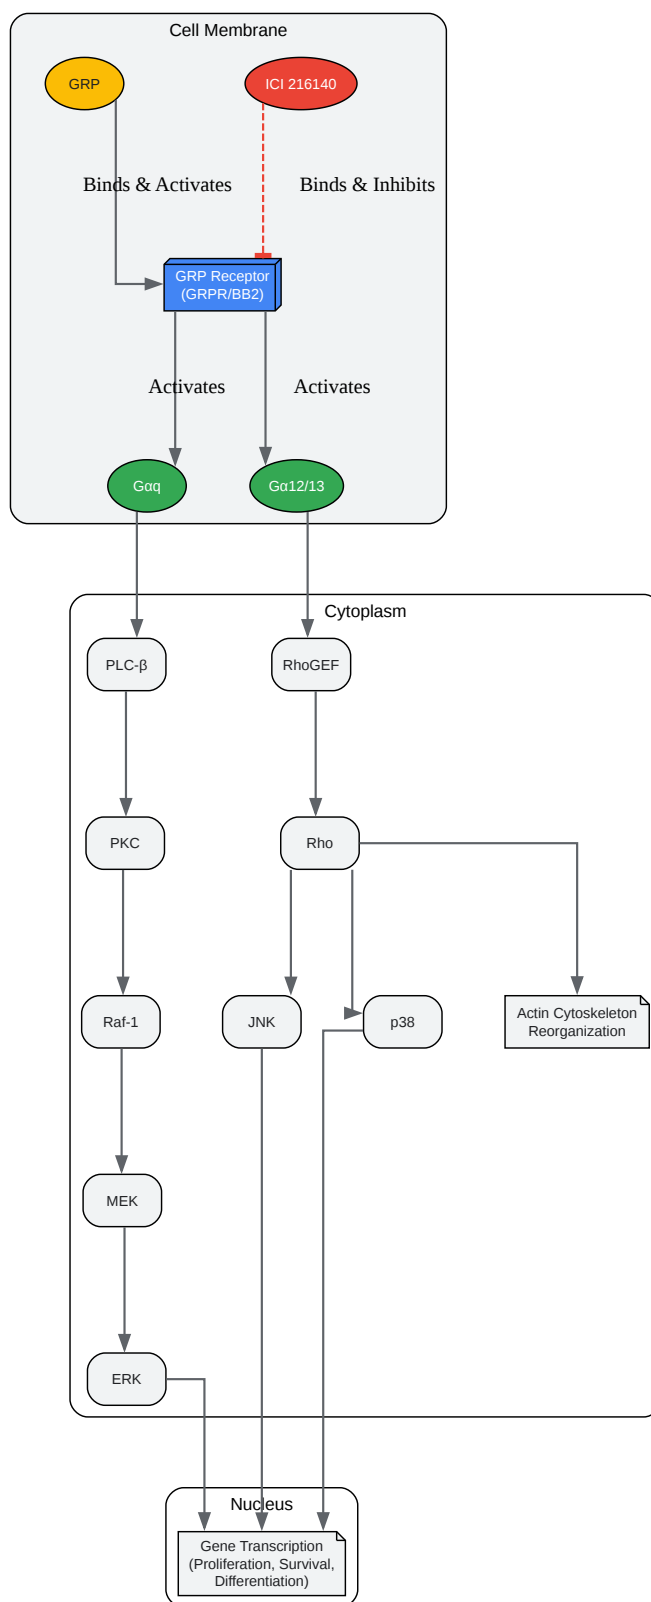 Cell Membrane
GRP
ICI 216140
Binds & Activates
Binds & Inhibits
GRP Receptor
(GRPR/BB2)
Activates
Activates
Gαq
Gα12/13
Cytoplasm
PLC-β
RhoGEF
PKC
Rho
Raf-1
JNK
p38
Actin Cytoskeleton
Reorganization
MEK
ERK
Nucleus
Gene Transcription
(Proliferation, Survival,
Differentiation)